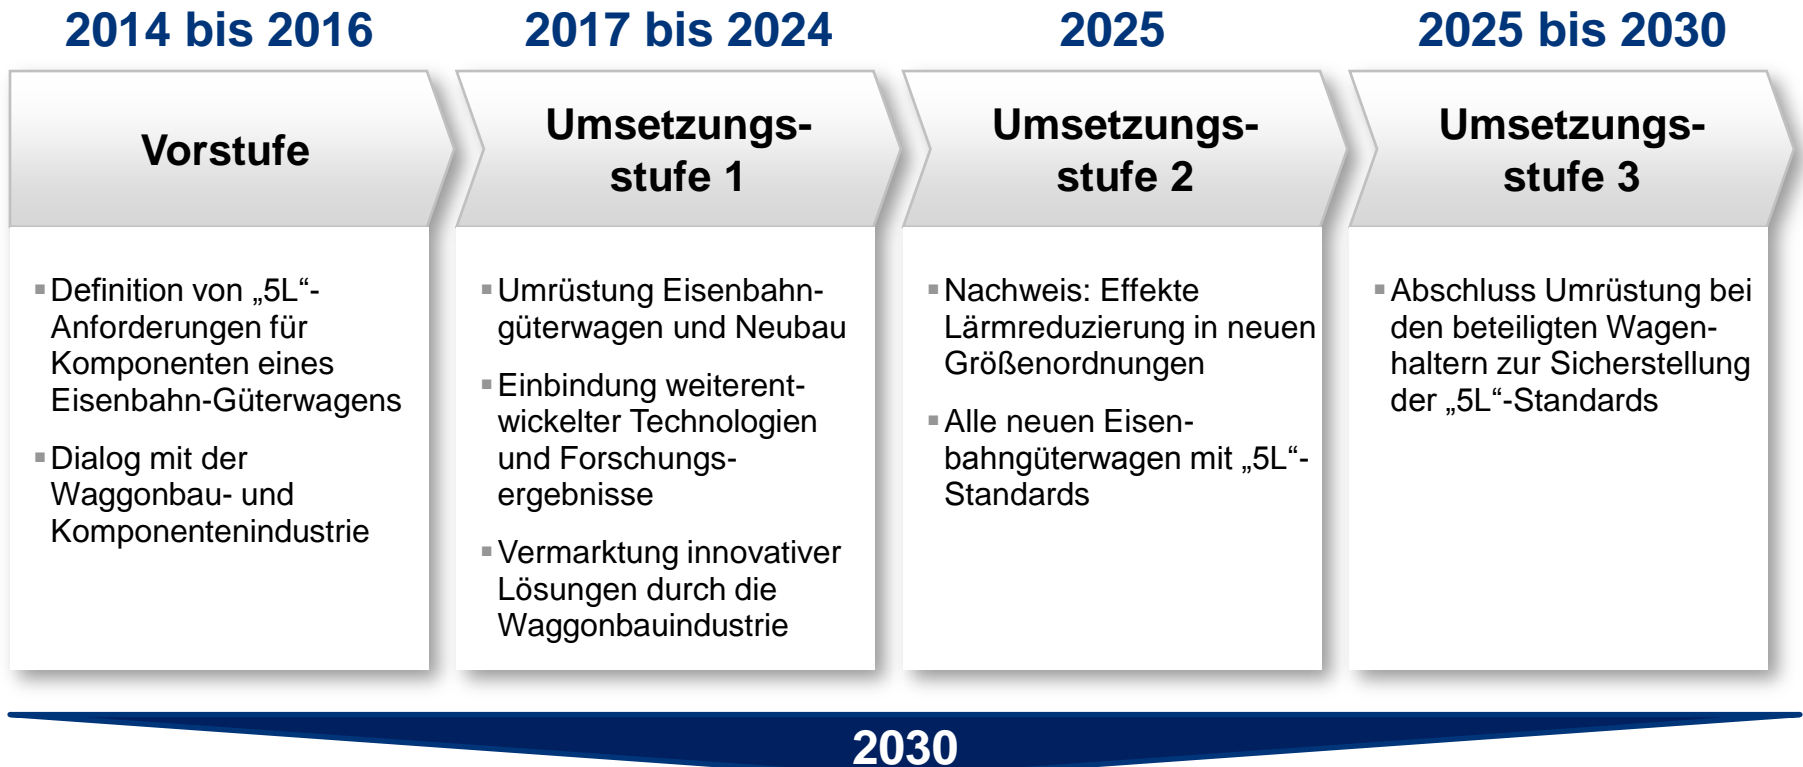 2014 bis 2016
Vorstufe
▪Definition von „5L“-
Anforderungen für
Komponenten eines
Eisenbahn-Güterwagens
▪Dialog mit der
Waggonbau- und
Komponentenindustrie
2017 bis 2024
Umsetzungs-
stufe 1
▪Umrüstung Eisenbahn-
güterwagen und Neubau
▪Einbindung weiterent-
wickelter Technologien
und Forschungs-
ergebnisse
▪Vermarktung innovativer
Lösungen durch die
Waggonbauindustrie
2025
Umsetzungs-
stufe 2
▪Nachweis: Effekte
Lärmreduzierung in neuen
Größenordnungen
▪Alle neuen Eisen-
bahngüterwagen mit „5L“-
Standards
2025 bis 2030
Umsetzungs-
stufe 3
▪Abschluss Umrüstung bei
den beteiligten Wagen-
haltern zur Sicherstellung
der „5L“-Standards
2030